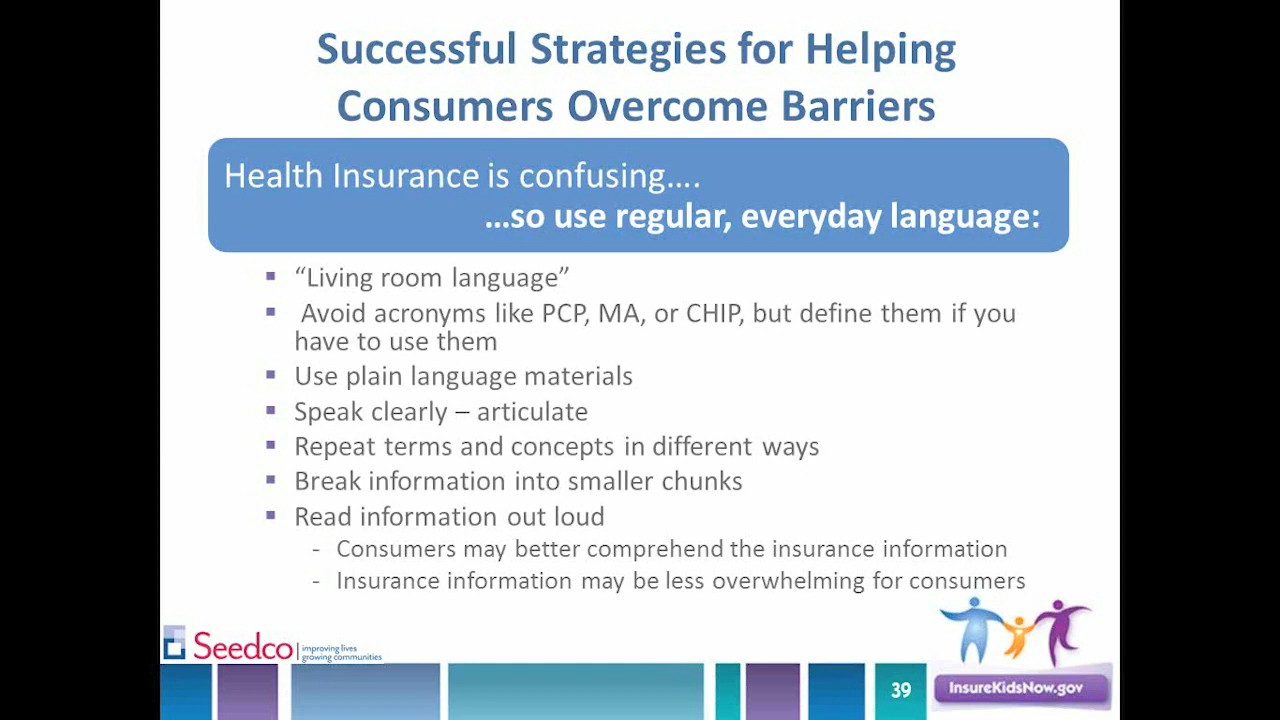 Successful Strategies for Helping
Consumers Overcome Barriers
Health Insurance is confusing....
...so use regular, everyday language:
▪ “Living room language”
▪ Avoid acronyms like PCP, MA, or CHIP, but define them if you
have to use them
▪ Use plain language materials
▪ Speak clearly – articulate
▪ Repeat terms and concepts in different ways
▪ Break information into smaller chunks
▪ Read information out loud
- Consumers may better comprehend the insurance information
- Insurance information may be less overwhelming for consumers
Seedco
improving lives
growing communities
39
InsureKidsNow.gov